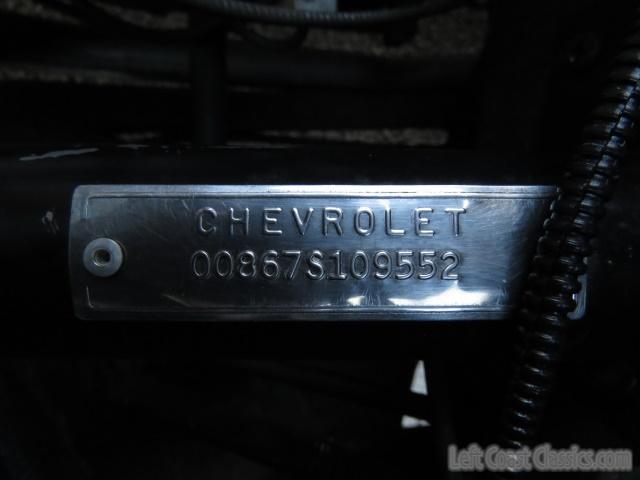 CHEVROLET
00867S109552
Left Coast Classics.com